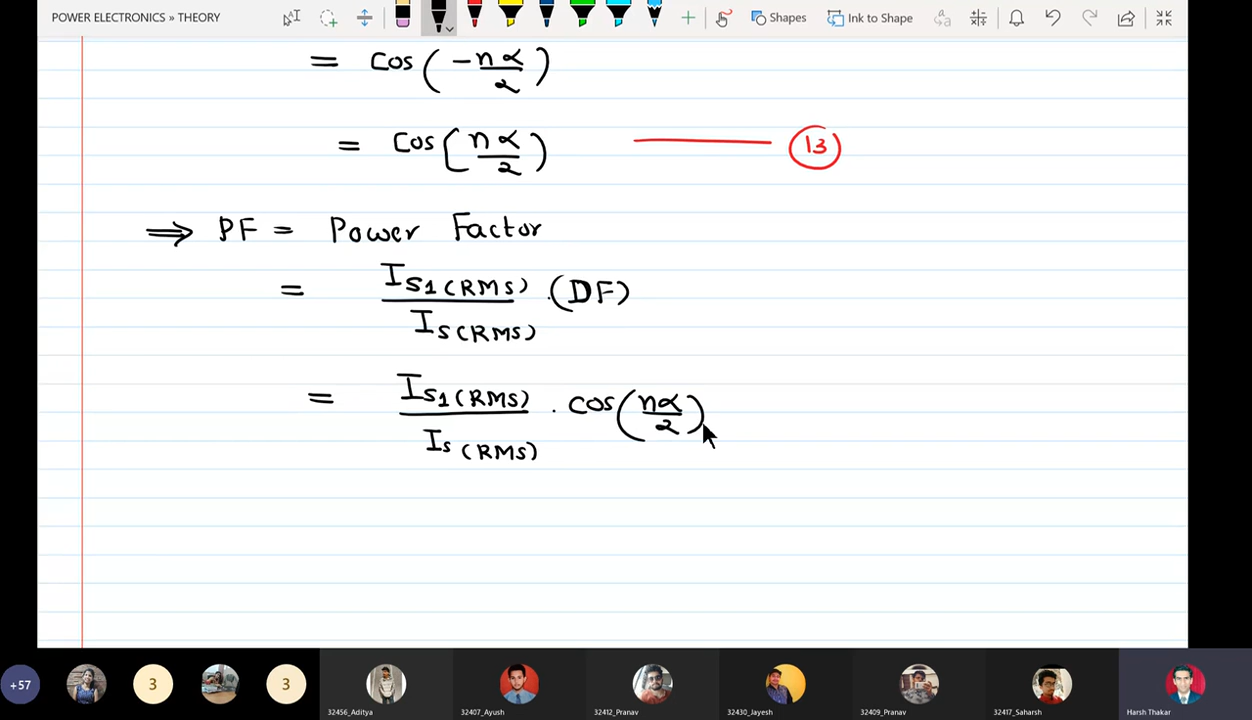 POWER ELECTRONICS » THEORY
Shapes
Ink to Shape
= Cos(-nα/2)
= Cos[nα/2) ——— 13
⇒ PF = Power Factor
= IS1(RMS)/IS(RMS) .(DF)
= IS1(RMS)/Is(RMS) . cos(nα/2)
+57
3
3
32456_Aditya
32407_Ayush
32412_Pranav
32430_Jayesh
32409_Pranav
32417_Saharsh
Harsh Thakar